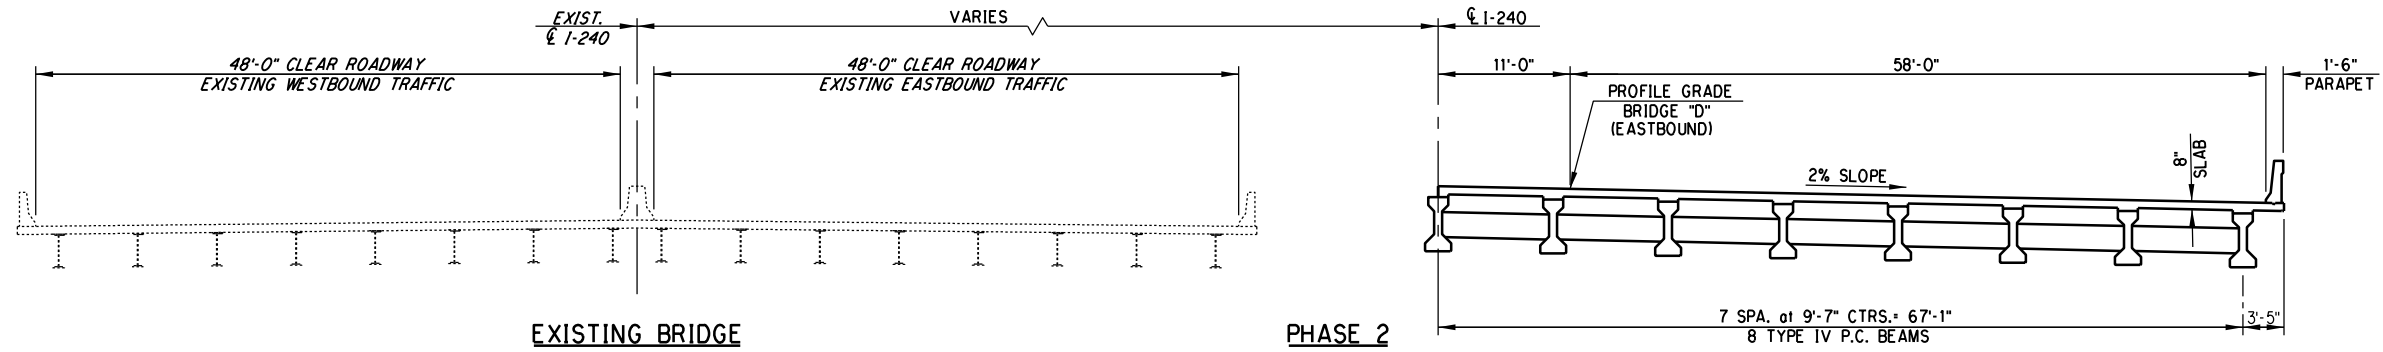 EXIST.
℄ I-240
VARIES
℄ I-240
48'-0" CLEAR ROADWAY
EXISTING WESTBOUND TRAFFIC
48'-0" CLEAR ROADWAY
EXISTING EASTBOUND TRAFFIC
11'-0"
58'-0"
1'-6"
PARAPET
PROFILE GRADE
BRIDGE "D"
(EASTBOUND)
2% SLOPE
8"
SLAB
7 SPA. at 9'-7" CTRS.= 67'-1"
8 TYPE IV P.C. BEAMS
3'-5"
EXISTING BRIDGE
PHASE 2